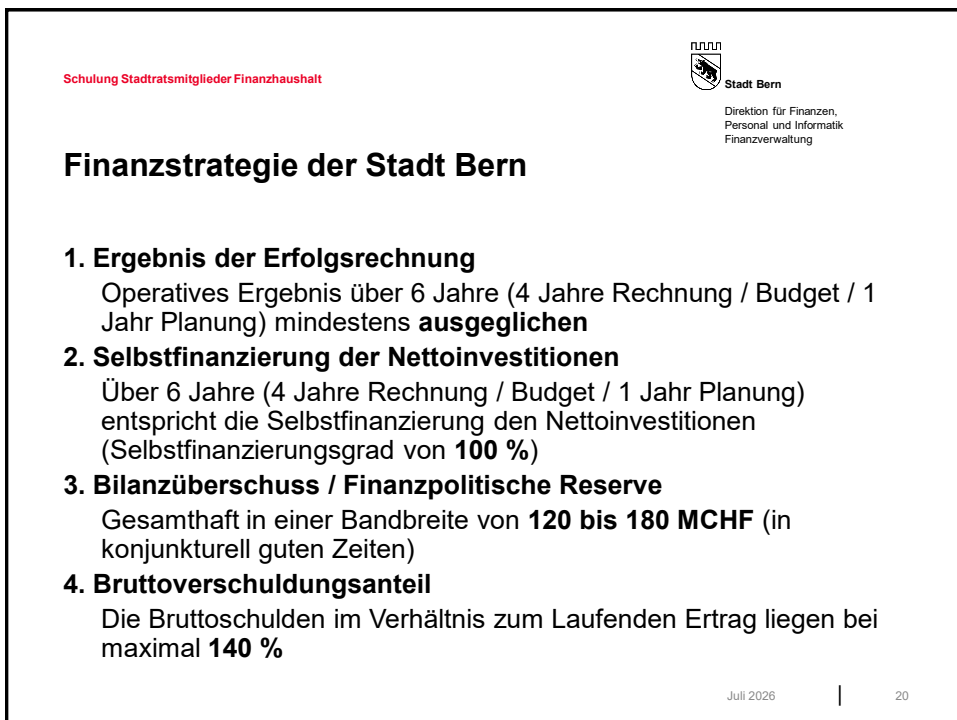 Schulung Stadtratsmitglieder Finanzhaushalt
Stadt Bern
Direktion für Finanzen,
Personal und Informatik
Finanzverwaltung
Finanzstrategie der Stadt Bern
1. Ergebnis der Erfolgsrechnung
Operatives Ergebnis über 6 Jahre (4 Jahre Rechnung / Budget / 1
Jahr Planung) mindestens ausgeglichen
2. Selbstfinanzierung der Nettoinvestitionen
Über 6 Jahre (4 Jahre Rechnung / Budget / 1 Jahr Planung)
entspricht die Selbstfinanzierung den Nettoinvestitionen
(Selbstfinanzierungsgrad von 100 %)
3. Bilanzüberschuss / Finanzpolitische Reserve
Gesamthaft in einer Bandbreite von 120 bis 180 MCHF (in
konjunkturell guten Zeiten)
4. Bruttoverschuldungsanteil
Die Bruttoschulden im Verhältnis zum Laufenden Ertrag liegen bei
maximal 140 %
Juli 2026
20